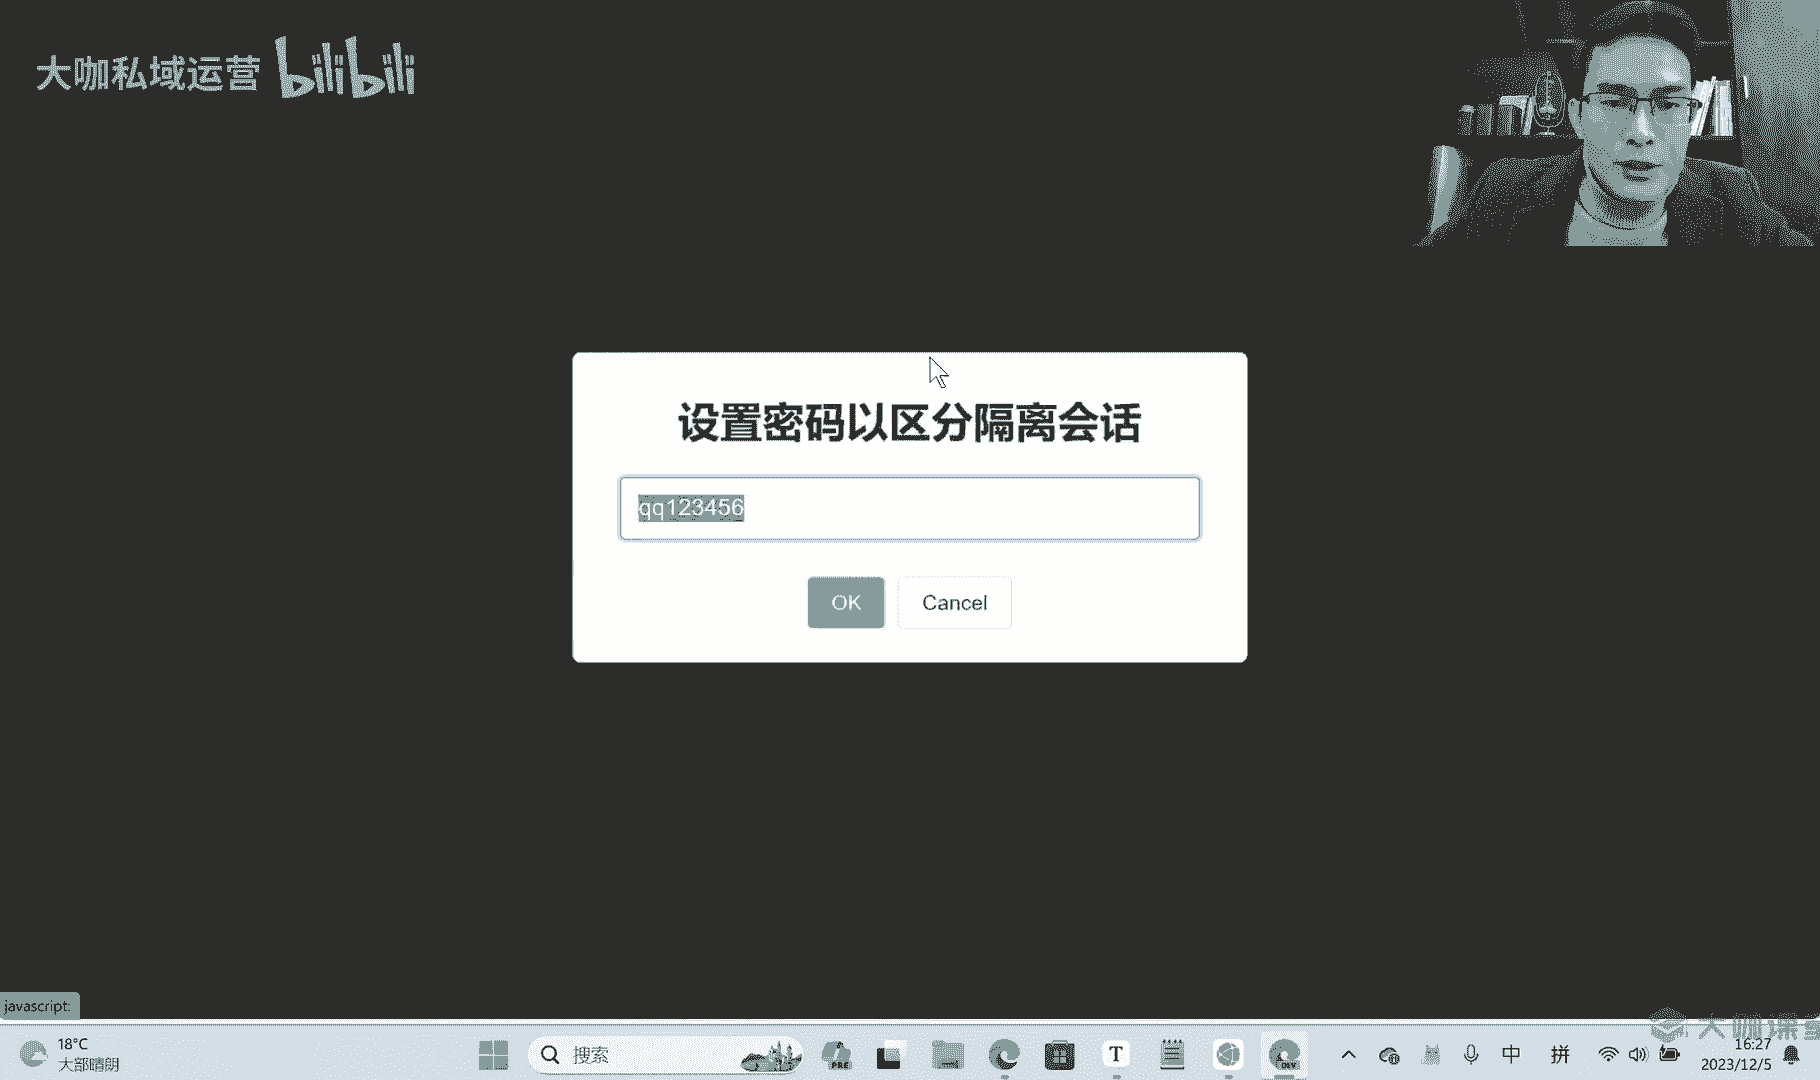 大咖私域运营 bilibili
设置密码以区分隔离会话
qq123456
OK Cancel
javascript:
大咖课堂
18°C
大部晴朗
搜索
PRE
T
DEV
中 拼
16:27
2023/12/5